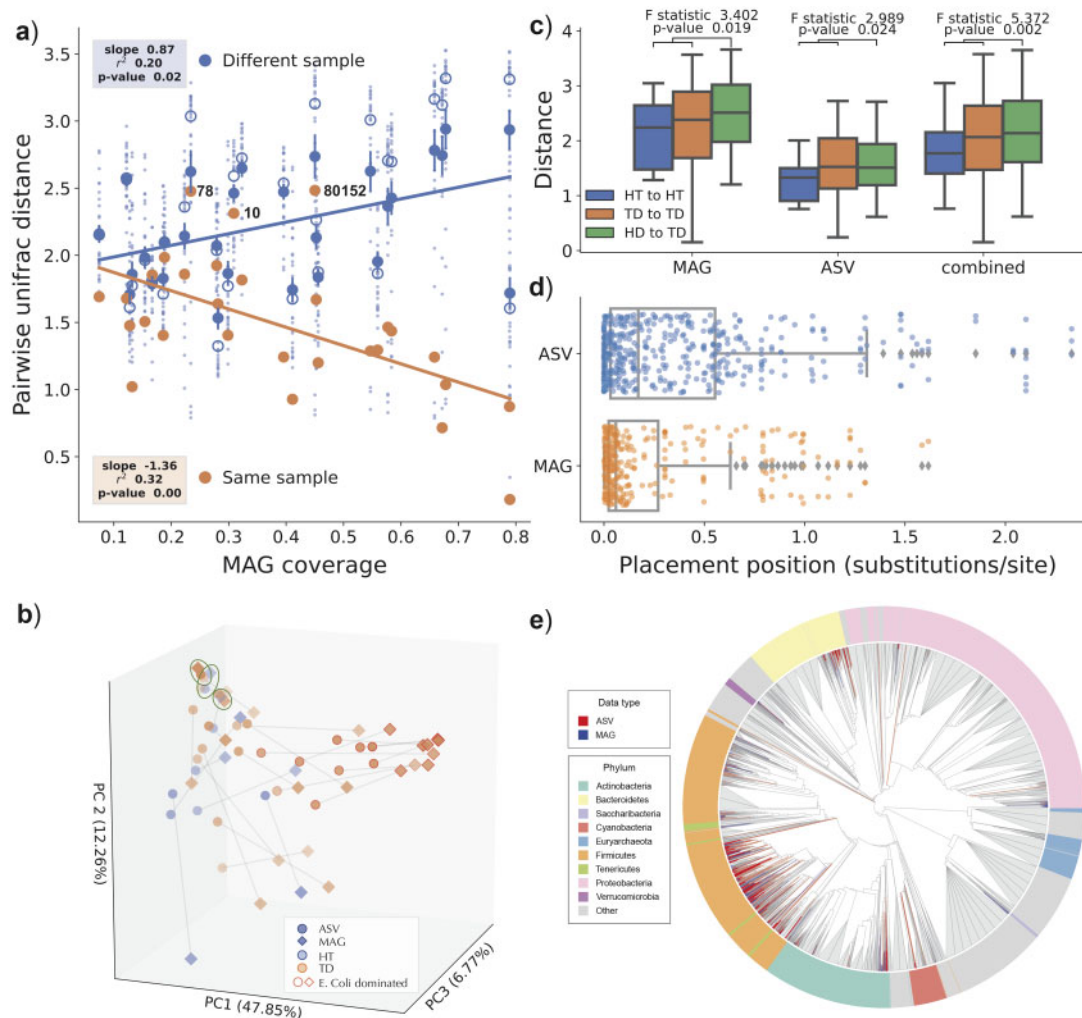 a)
slope 0.87
r² 0.20
p-value 0.02
Different sample
78
10
80152
slope -1.36
r² 0.32
p-value 0.00
Same sample
Pairwise unifrac distance
3.5
3.0
2.5
2.0
1.5
1.0
0.5
0.1 0.2 0.3 0.4 0.5 0.6 0.7 0.8
MAG coverage
b)
PC 2 (12.26%)
PC1 (47.85%)
PC3 (6.77%)
ASV
MAG
HT
TD
E. Coli dominated
c)
F statistic 3.402
p-value 0.019
F statistic 2.989
p-value 0.024
F statistic 5.372
p-value 0.002
Distance
4
3
2
1
0
HT to HT
TD to TD
HD to TD
MAG ASV combined
d)
ASV
MAG
0.0 0.5 1.0 1.5 2.0
Placement position (substitutions/site)
e)
Data type
ASV
MAG
Phylum
Actinobacteria
Bacteroidetes
Saccharibacteria
Cyanobacteria
Euryarchaeota
Firmicutes
Tenericutes
Proteobacteria
Verrucomicrobia
Other